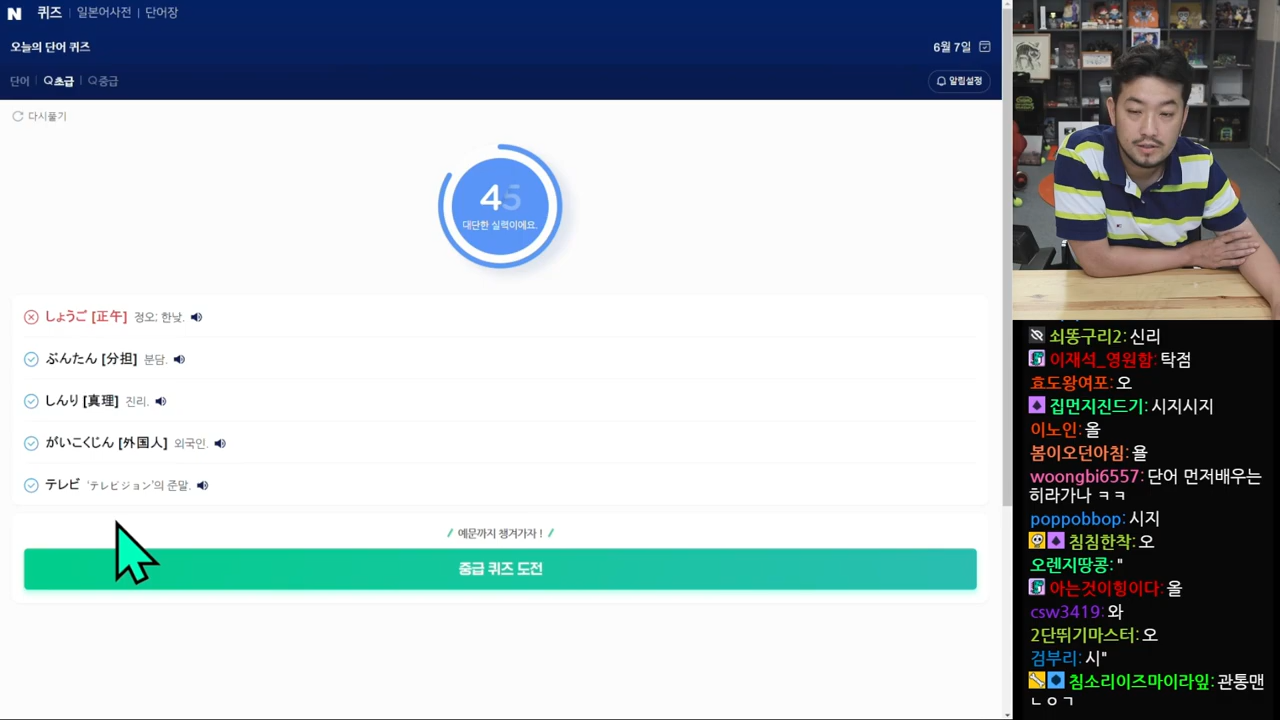 N 퀴즈 | 일본어사전 | 단어장
오늘의 단어 퀴즈
6월 7일
단어 | Q초급 | Q중급
알림설정
다시풀기
4 5
대단한 실력이에요.
しょうご [正午] 정오; 한낮.
ぶんたん [分担] 분담.
しんり [真理] 진리.
がいこくじん [外国人] 외국인.
テレビ ‘テレビジョン’의 준말.
예문까지 챙겨가자 !
중급 퀴즈 도전
쇠똥구리2: 신리
이재석_영원함: 탁점
효도왕여포: 오
집먼지진드기: 시지시지
이노인: 올
봄이오던아침: 욜
woongbi6557: 단어 먼저배우는
히라가나 ㅋㅋ
poppobbop: 시지
침침한착: 오
오렌지땅콩: "
아는것이힝이다: 올
csw3419: 와
2단뛰기마스터: 오
검부리: 시"
침소리이즈마이라잎: 관통맨
ㄴㅇㄱ